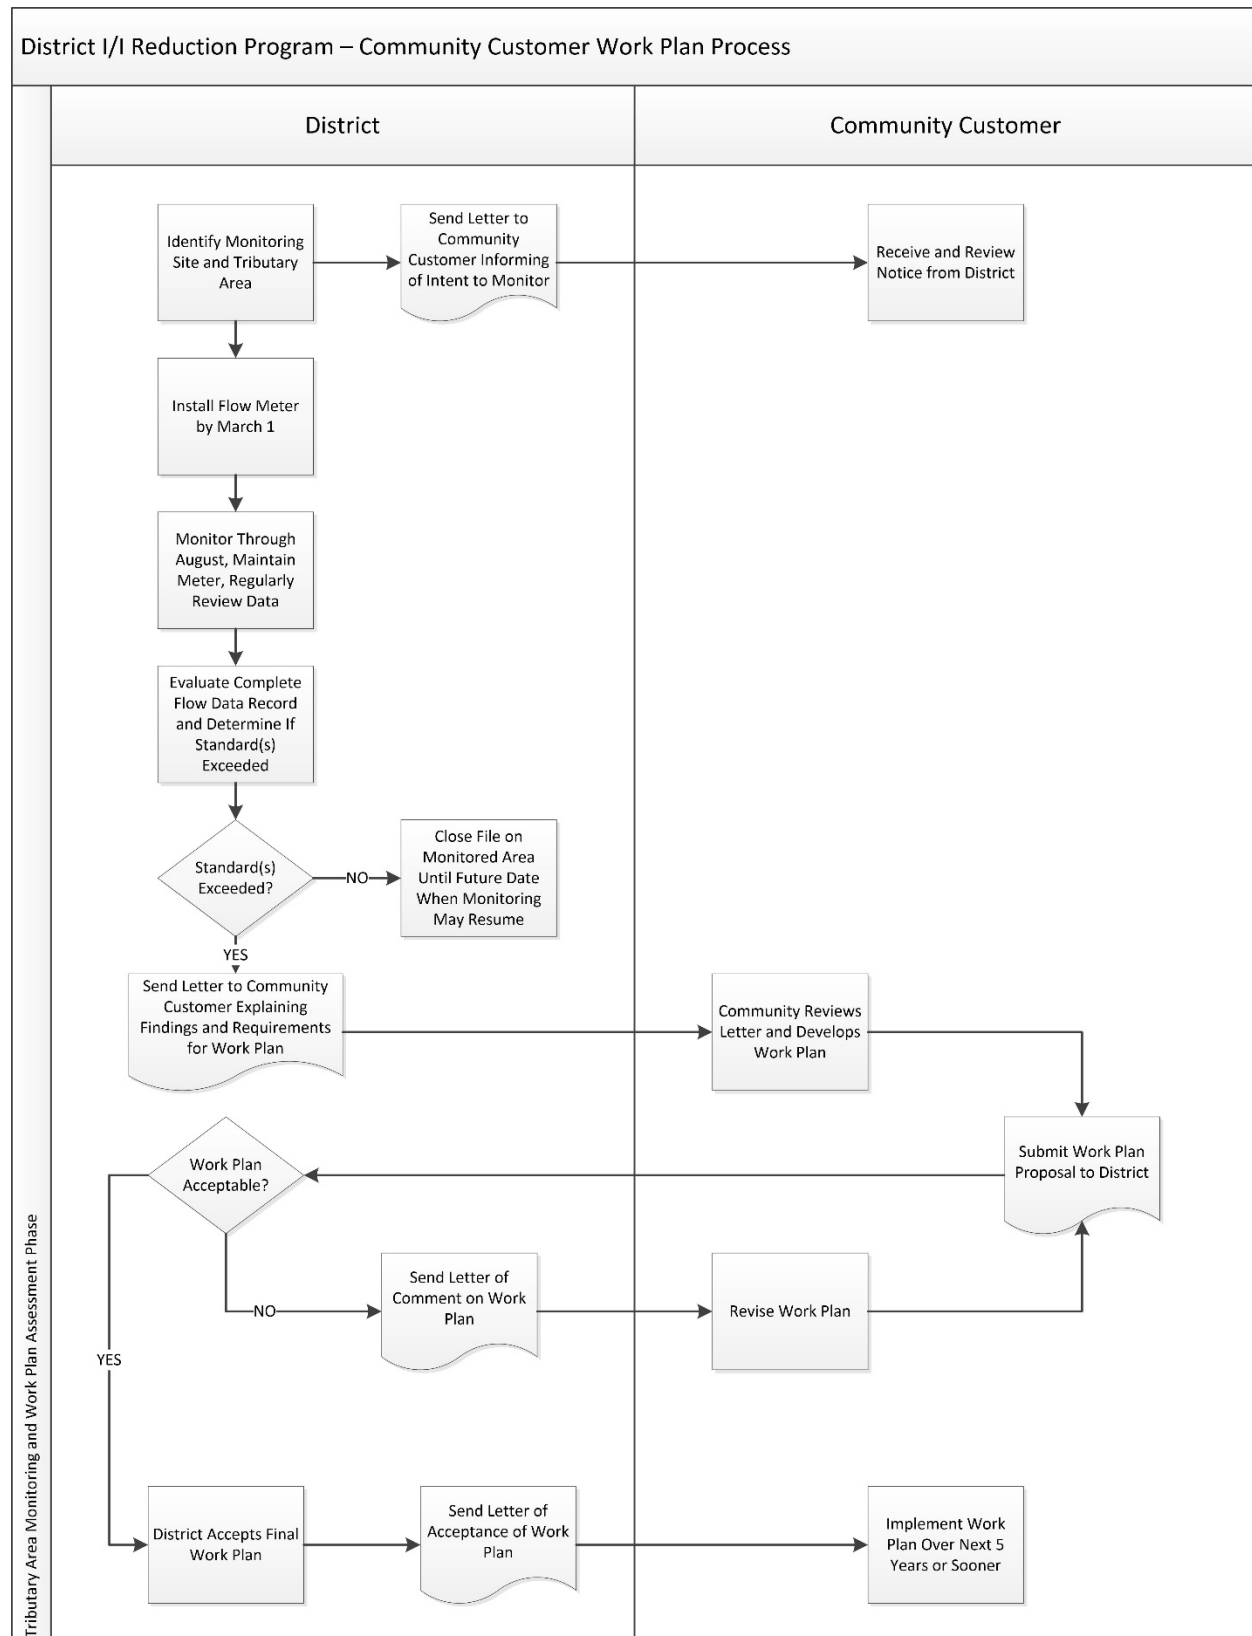 District I/I Reduction Program – Community Customer Work Plan Process
District
Community Customer
Identify Monitoring
Site and Tributary
Area
Send Letter to
Community
Customer Informing
of Intent to Monitor
Receive and Review
Notice from District
Install Flow Meter
by March 1
Monitor Through
August, Maintain
Meter, Regularly
Review Data
Evaluate Complete
Flow Data Record
and Determine If
Standard(s)
Exceeded
Standard(s)
Exceeded?
NO
Close File on
Monitored Area
Until Future Date
When Monitoring
May Resume
YES
Send Letter to Community
Customer Explaining
Findings and Requirements
for Work Plan
Community Reviews
Letter and Develops
Work Plan
Submit Work Plan
Proposal to District
Work Plan
Acceptable?
NO
Send Letter of
Comment on Work
Plan
Revise Work Plan
YES
District Accepts Final
Work Plan
Send Letter of
Acceptance of Work
Plan
Implement Work
Plan Over Next 5
Years or Sooner
Tributary Area Monitoring and Work Plan Assessment Phase